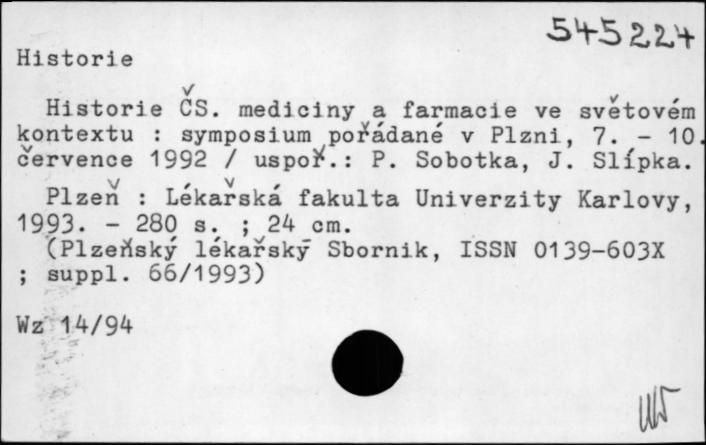 545224
Historie
Historie ČS. mediciny a farmacie ve světovém
kontextu : symposium pořádané v Plzni, 7. - 10.
července 1992 / uspoř.: P. Sobotka, J. Slípka.
Plzeň : Lékařská fakulta Univerzity Karlovy,
1993. - 280 s. ; 24 cm.
(Plzeňský lékařský Sbornik, ISSN 0139-603X
; suppl. 66/1993)
Wz 14/94